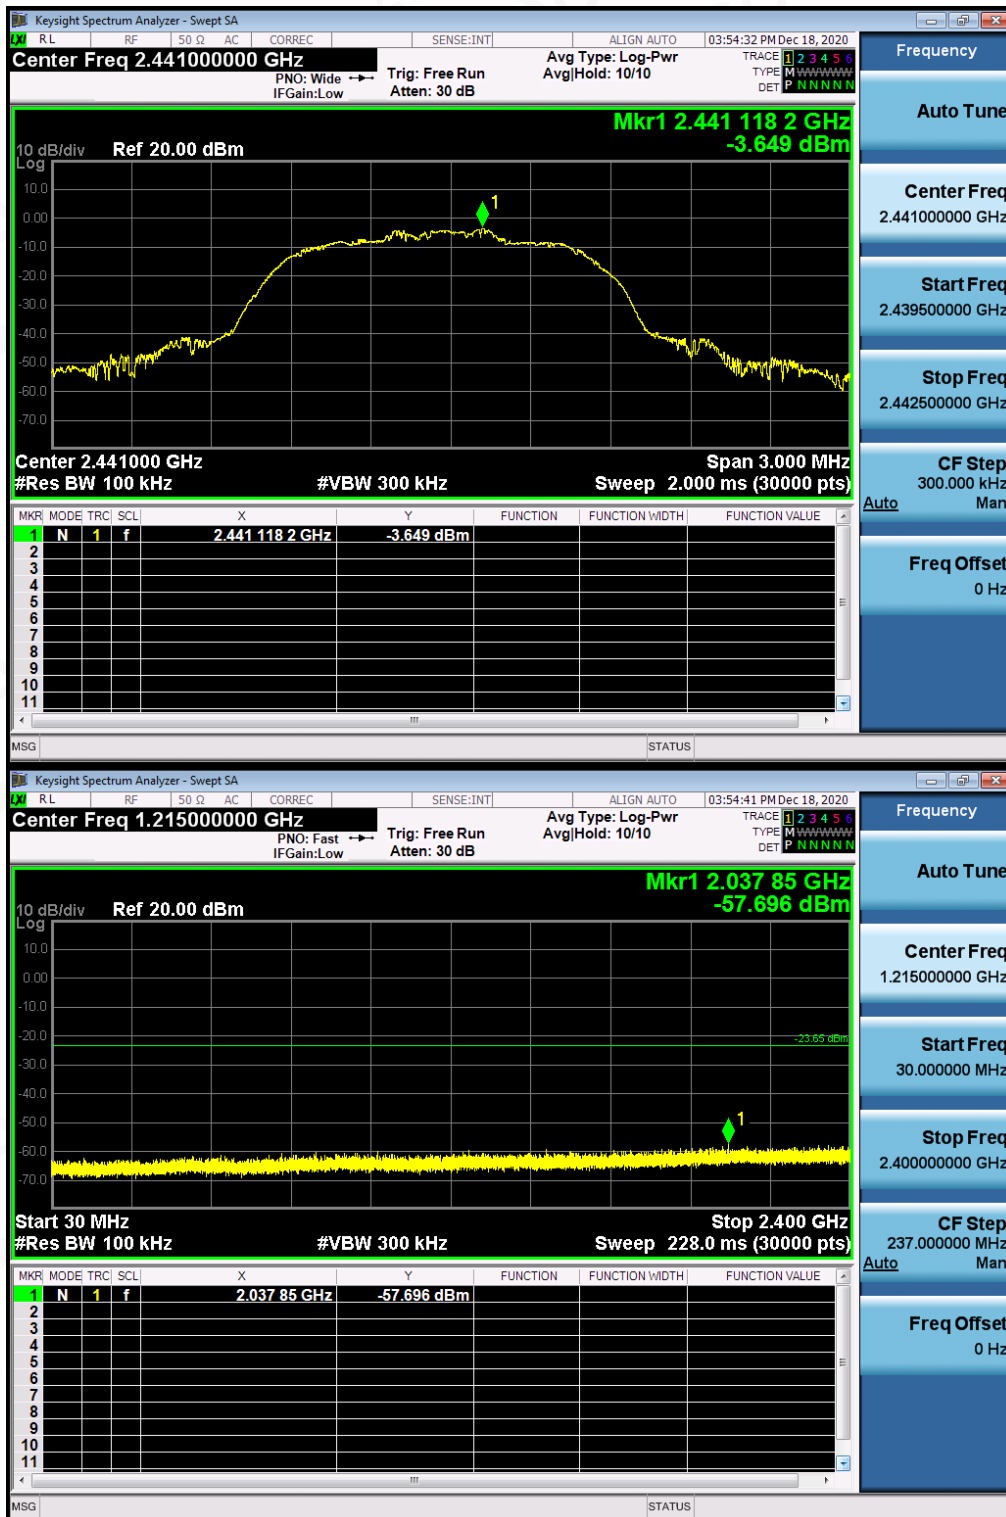 Keysight Spectrum Analyzer - Swept SA
LXI RL RF 50 Ω AC CORREC SENSE:INT ALIGN AUTO 03:54:32 PM Dec 18, 2020
Center Freq 2.441000000 GHz
PNO: Wide
IFGain:Low
Trig: Free Run
Atten: 30 dB
Avg Type: Log-Pwr
Avg|Hold: 10/10
TRACE 1 2 3 4 5 6
TYPE M WWWWW
DET P N N N N N
Mkr1 2.441 118 2 GHz
-3.649 dBm
10 dB/div Ref 20.00 dBm
Log
10.0
0.00
-10.0
-20.0
-30.0
-40.0
-50.0
-60.0
-70.0
1
Center 2.441000 GHz Span 3.000 MHz
#Res BW 100 kHz #VBW 300 kHz Sweep 2.000 ms (30000 pts)
MKR MODE TRC SCL X Y FUNCTION FUNCTION WIDTH FUNCTION VALUE
1 N 1 f 2.441 118 2 GHz -3.649 dBm
2
3
4
5
6
7
8
9
10
11
MSG STATUS
Frequency
Auto Tune
Center Freq
2.441000000 GHz
Start Freq
2.439500000 GHz
Stop Freq
2.442500000 GHz
CF Step
300.000 kHz
Auto Man
Freq Offset
0 Hz
Keysight Spectrum Analyzer - Swept SA
LXI RL RF 50 Ω AC CORREC SENSE:INT ALIGN AUTO 03:54:41 PM Dec 18, 2020
Center Freq 1.215000000 GHz
PNO: Fast
IFGain:Low
Trig: Free Run
Atten: 30 dB
Avg Type: Log-Pwr
Avg|Hold: 10/10
TRACE 1 2 3 4 5 6
TYPE M WWWWW
DET P N N N N N
Mkr1 2.037 85 GHz
-57.696 dBm
10 dB/div Ref 20.00 dBm
Log
10.0
0.00
-10.0
-20.0
-30.0
-40.0
-50.0
-60.0
-70.0
-23.65 dBm
1
Start 30 MHz Stop 2.400 GHz
#Res BW 100 kHz #VBW 300 kHz Sweep 228.0 ms (30000 pts)
MKR MODE TRC SCL X Y FUNCTION FUNCTION WIDTH FUNCTION VALUE
1 N 1 f 2.037 85 GHz -57.696 dBm
2
3
4
5
6
7
8
9
10
11
MSG STATUS
Frequency
Auto Tune
Center Freq
1.215000000 GHz
Start Freq
30.000000 MHz
Stop Freq
2.400000000 GHz
CF Step
237.000000 MHz
Auto Man
Freq Offset
0 Hz